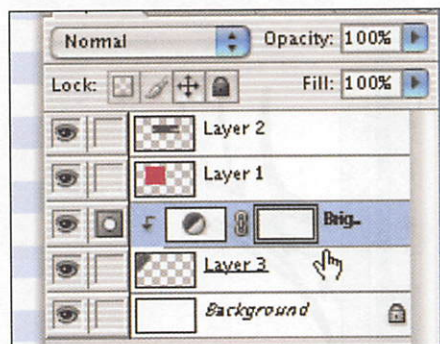 Normal Opacity: 100%
Lock: Fill: 100%
Layer 2
Layer 1
Brig...
Layer 3
Background